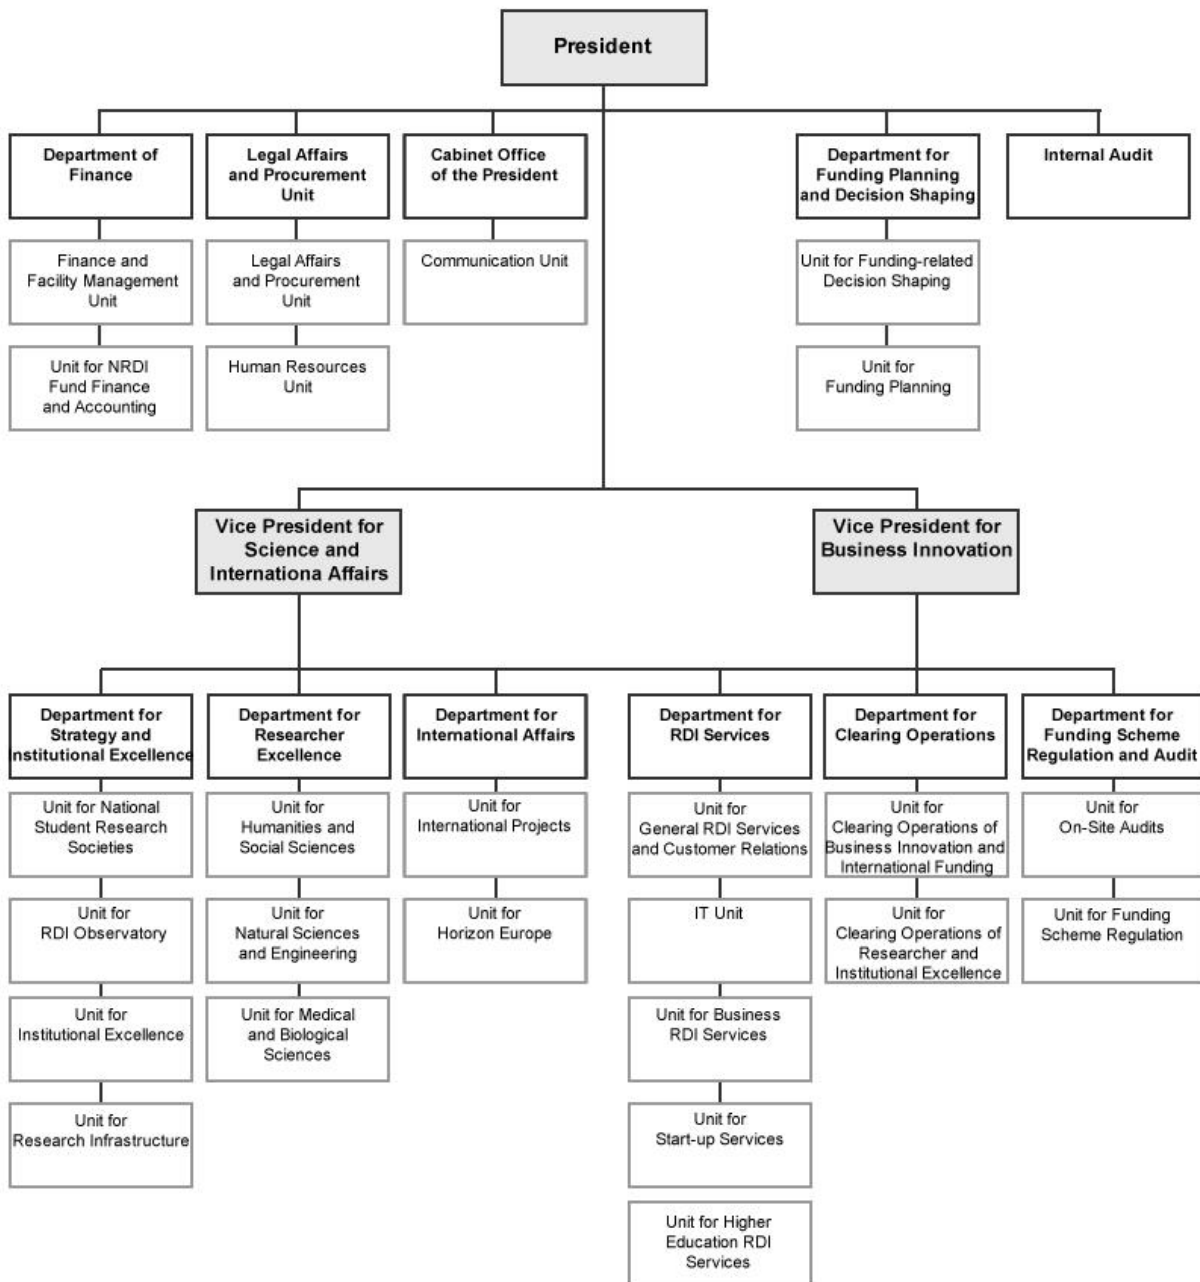 President
Department of
Finance
Legal Affairs
and Procurement
Unit
Cabinet Office
of the President
Department for
Funding Planning
and Decision Shaping
Internal Audit
Finance and
Facility Management
Unit
Legal Affairs
and Procurement
Unit
Communication Unit
Unit for Funding-related
Decision Shaping
Unit for NRDI
Fund Finance
and Accounting
Human Resources
Unit
Unit for
Funding Planning
Vice President for
Science and
Internationa Affairs
Vice President for
Business Innovation
Department for
Strategy and
Institutional Excellence
Department for
Researcher
Excellence
Department for
International Affairs
Department for
RDI Services
Department for
Clearing Operations
Department for
Funding Scheme
Regulation and Audit
Unit for National
Student Research
Societies
Unit for
Humanities and
Social Sciences
Unit for
International Projects
Unit for
General RDI Services
and Customer Relations
Unit for
Clearing Operations of
Business Innovation and
International Funding
Unit for
On-Site Audits
Unit for
RDI Observatory
Unit for
Natural Sciences
and Engineering
Unit for
Horizon Europe
IT Unit
Unit for
Clearing Operations of
Researcher and
Institutional Excellence
Unit for Funding
Scheme Regulation
Unit for
Institutional Excellence
Unit for Medical
and Biological
Sciences
Unit for Business
RDI Services
Unit for
Research Infrastructure
Unit for
Start-up Services
Unit for Higher
Education RDI
Services